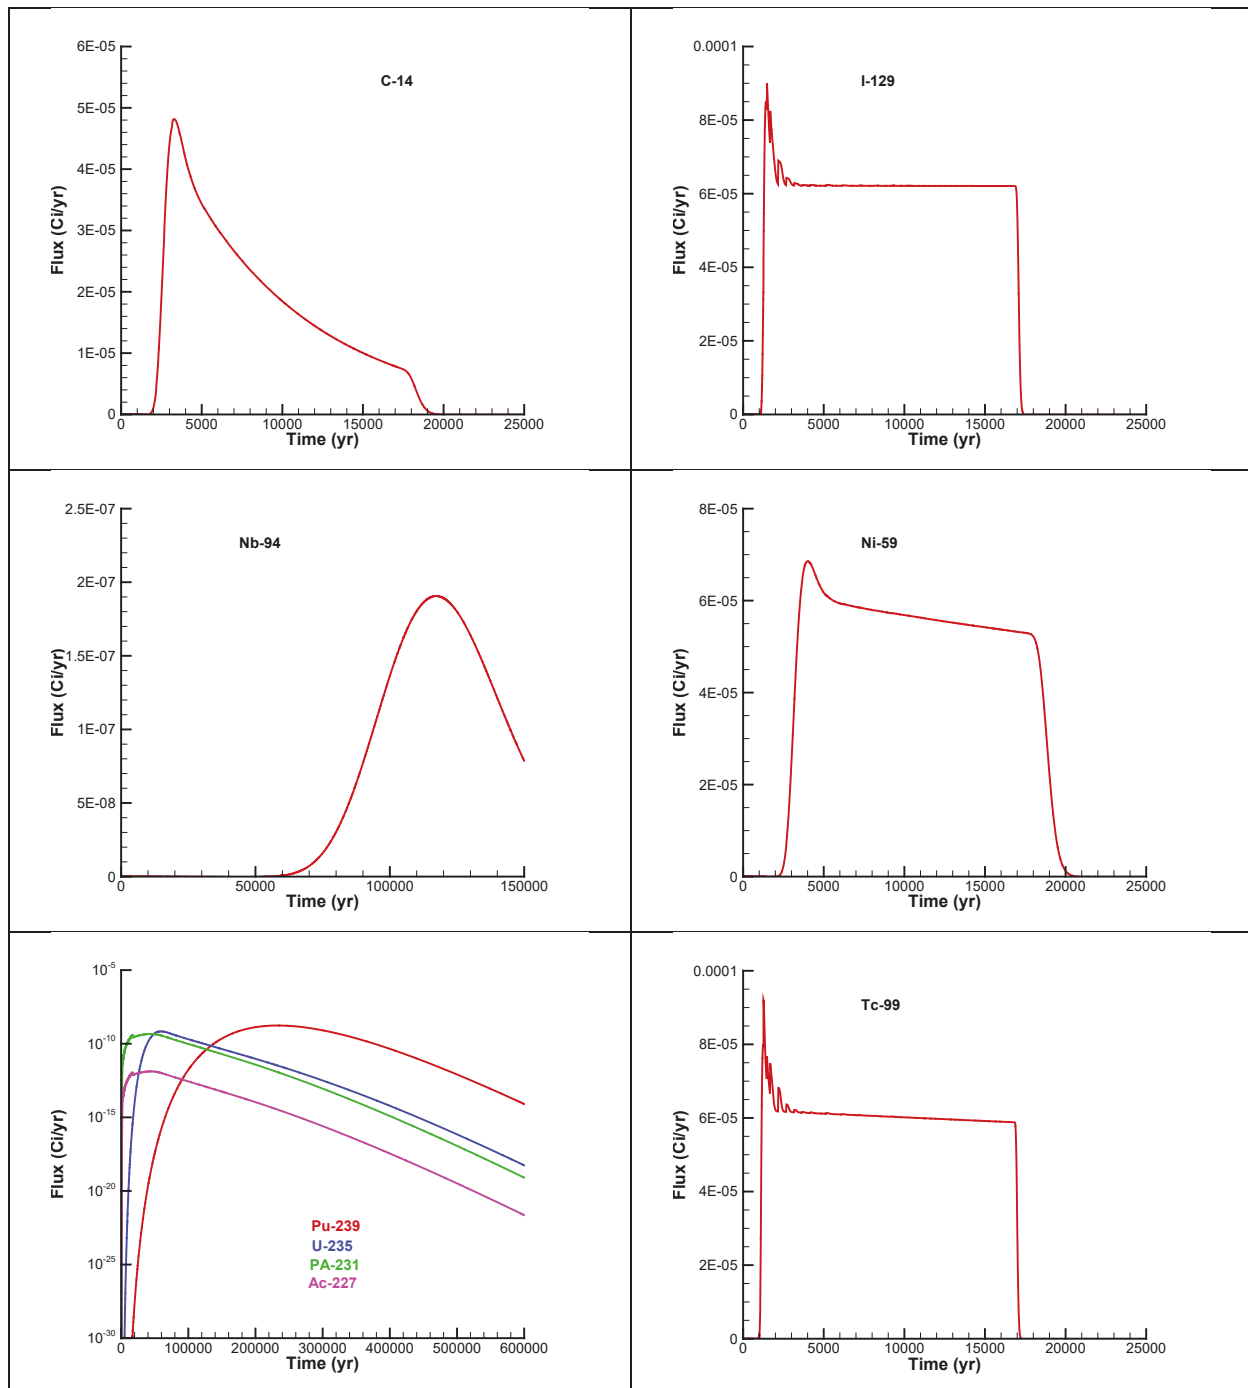 6E-05
C-14
5E-05
4E-05
3E-05
2E-05
1E-05
0
Flux (Ci/yr)
0 5000 10000 15000 20000 25000
Time (yr)
0.0001
I-129
8E-05
6E-05
4E-05
2E-05
0
Flux (Ci/yr)
0 5000 10000 15000 20000 25000
Time (yr)
2.5E-07
Nb-94
2E-07
1.5E-07
1E-07
5E-08
0
Flux (Ci/yr)
0 50000 100000 150000
Time (yr)
8E-05
Ni-59
6E-05
4E-05
2E-05
0
Flux (Ci/yr)
0 5000 10000 15000 20000 25000
Time (yr)
10^-5
10^-10
10^-15
10^-20
10^-25
10^-30
Flux (Ci/yr)
Pu-239
U-235
PA-231
Ac-227
0 100000 200000 300000 400000 500000 600000
Time (yr)
0.0001
Tc-99
8E-05
6E-05
4E-05
2E-05
0
Flux (Ci/yr)
0 5000 10000 15000 20000 25000
Time (yr)